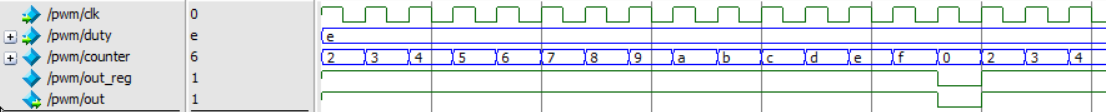 /pwm/clk 0
/pwm/duty e e
/pwm/counter 6 2 3 4 5 6 7 8 9 a b c d e f 0 2 3 4
/pwm/out_reg 1
/pwm/out 1